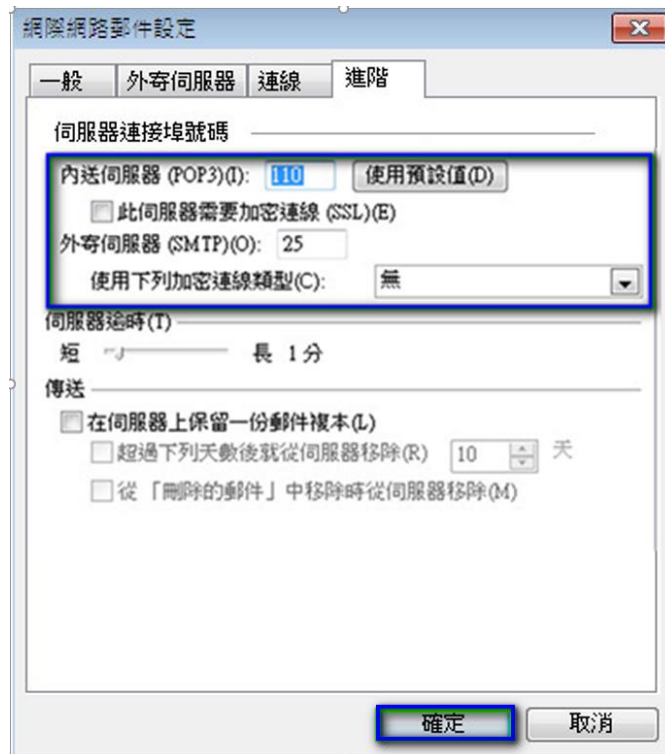 網際網路郵件設定
一般 外寄伺服器 連線 進階
伺服器連接埠號碼
內送伺服器 (POP3)(I): 110 使用預設值(D)
此伺服器需要加密連線 (SSL)(E)
外寄伺服器 (SMTP)(O): 25
使用下列加密連線類型(C): 無
伺服器逾時(T)
短 長 1 分
傳送
在伺服器上保留一份郵件複本(L)
超過下列天數後就從伺服器移除(R) 10 天
從「刪除的郵件」中移除時從伺服器移除(M)
確定 取消